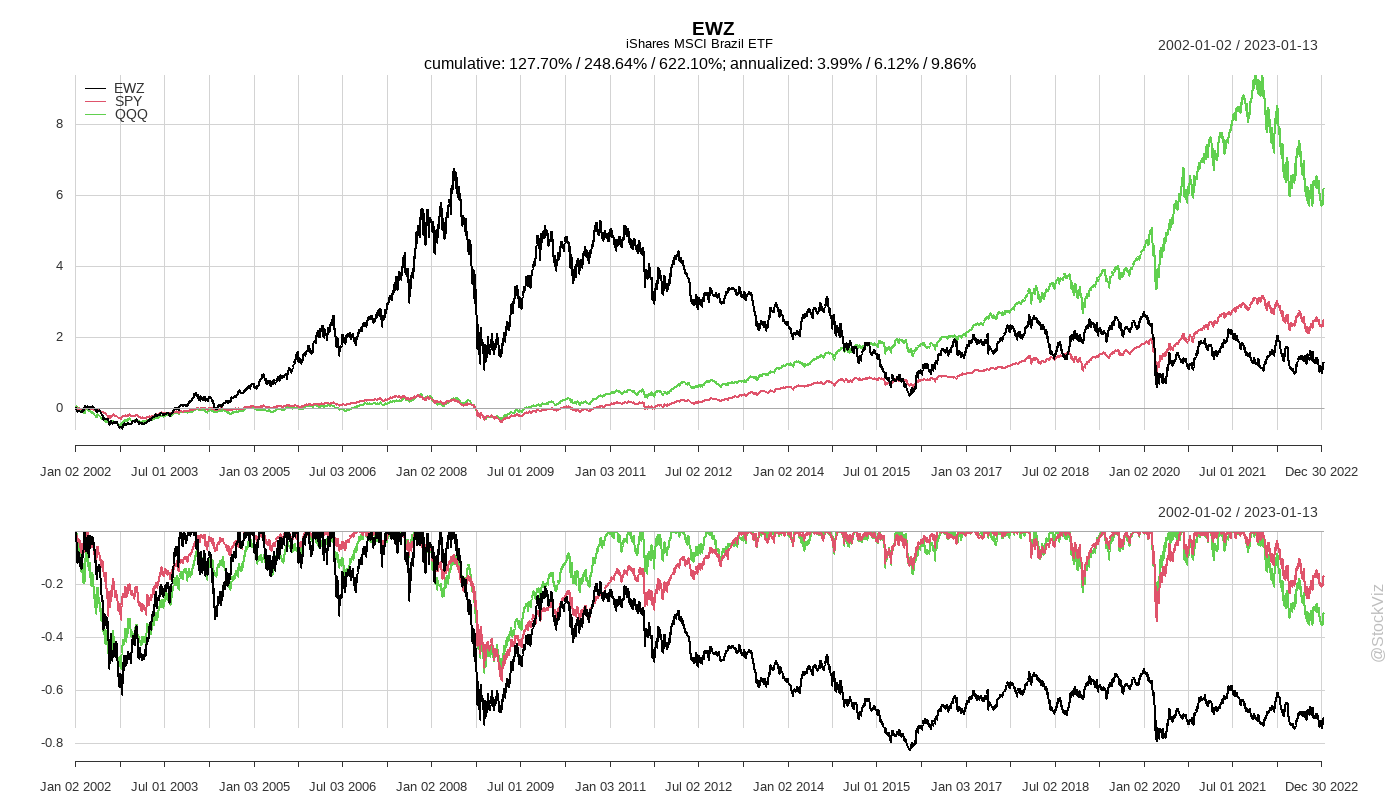 EWZ
iShares MSCI Brazil ETF
2002-01-02 / 2023-01-13
cumulative: 127.70% / 248.64% / 622.10%; annualized: 3.99% / 6.12% / 9.86%
EWZ
SPY
QQQ
8
6
4
2
0
Jan 02 2002 Jul 01 2003 Jan 03 2005 Jul 03 2006 Jan 02 2008 Jul 01 2009 Jan 03 2011 Jul 02 2012 Jan 02 2014 Jul 01 2015 Jan 03 2017 Jul 02 2018 Jan 02 2020 Jul 01 2021 Dec 30 2022
2002-01-02 / 2023-01-13
-0.2
-0.4
-0.6
-0.8
Jan 02 2002 Jul 01 2003 Jan 03 2005 Jul 03 2006 Jan 02 2008 Jul 01 2009 Jan 03 2011 Jul 02 2012 Jan 02 2014 Jul 01 2015 Jan 03 2017 Jul 02 2018 Jan 02 2020 Jul 01 2021 Dec 30 2022
@StockViz